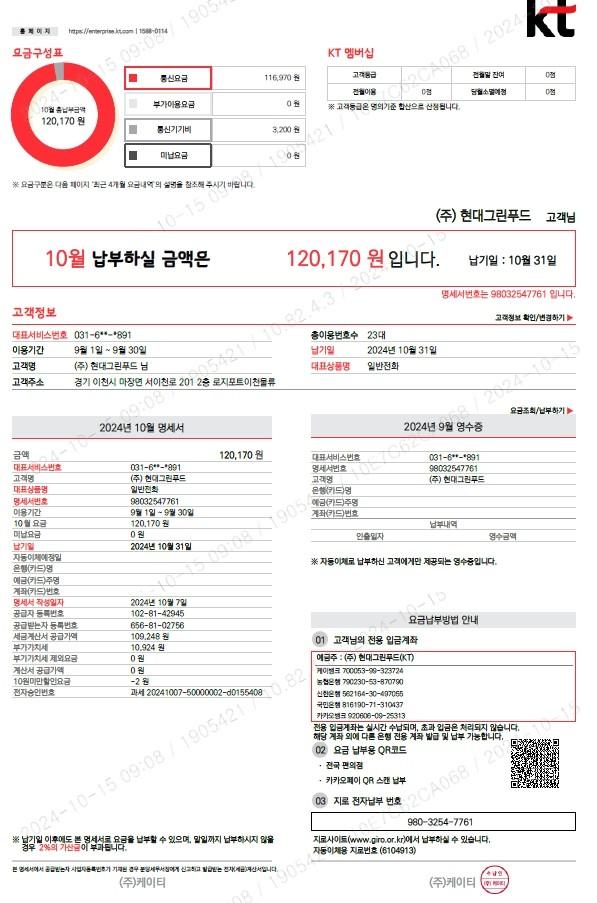 kt
홈 페 이 지 https://enterprise.kt.com | 1588-0114
요금구성표
10월 총납부금액
120,170 원
통신요금 116,970 원
부가이용요금 0 원
통신기기비 3,200 원
미납요금 0 원
※ 요금구분은 다음 페이지 '최근 4개월 요금내역'의 설명을 참조해 주시기 바랍니다.
KT 멤버십
고객등급 전월말 잔여 0점
전월이용 0점 당월소멸예정 0점
※ 고객등급은 명의기준 합산으로 산정됩니다.
(주) 현대그린푸드 고객님
10월 납부하실 금액은 120,170 원 입니다. 납기일 : 10월 31일
명세서번호는 98032547761 입니다.
고객정보
고객정보 확인/변경하기 ▶
대표서비스번호 031-6**-*891 총이용번호수 23대
이용기간 9월 1일 ~ 9월 30일 납기일 2024년 10월 31일
고객명 (주) 현대그린푸드 님 대표상품명 일반전화
고객주소 경기 이천시 마장면 서이천로 201 2층 로지포트이천물류
요금조회/납부하기 ▶
2024년 10월 명세서
금액 120,170 원
대표서비스번호 031-6**-*891
고객명 (주) 현대그린푸드
대표상품명 일반전화
명세서번호 98032547761
이용기간 9월 1일 ~ 9월 30일
10월 요금 120,170 원
미납요금 0 원
납기일 2024년 10월 31일
자동이체예정일
은행(카드)명
예금(카드)주명
계좌(카드)번호
명세서 작성일자 2024년 10월 7일
공급자 등록번호 102-81-42945
공급받는자 등록번호 656-81-02756
세금계산서 공급가액 109,248 원
부가가치세 10,924 원
부가가치세 제외요금 0 원
계산서 공급가액 0 원
10원미만할인요금 -2 원
전자승인번호 과세 20241007-50000002-d0155408
※ 납기일 이후에도 본 명세서로 요금을 납부할 수 있으며, 말일까지 납부하시지 않을
경우 2%의 가산금이 부과됩니다.
본 명세서에서 공급받는자 사업자등록번호가 기재된 경우 분당세무서장에게 신고하고 발급받는 전자(세금)계산서입니다.
(주)케이티
2024년 9월 영수증
대표서비스번호 031-6**-*891
명세서번호 98032547761
고객명 (주) 현대그린푸드
은행(카드)명
예금(카드)주명
계좌(카드)번호
납부내역
인출일자 영수금액
※ 자동이체로 납부하신 고객에게만 제공되는 영수증입니다.
요금납부방법 안내
01 고객님의 전용 입금계좌
예금주 : (주) 현대그린푸드(KT)
케이뱅크 700053-99-323724
농협은행 790230-53-870790
신한은행 562164-30-497055
국민은행 816190-71-310437
카카오뱅크 920606-09-25313
전용 입금계좌는 실시간 수납되며, 초과 입금은 처리되지 않습니다.
해당 계좌 외에 다른 은행 전용 계좌 발급 및 납부 가능합니다.
02 요금 납부용 QR코드
· 전국 편의점
· 카카오페이 QR 스캔 납부
03 지로 전자납부 번호
980-3254-7761
지로사이트(www.giro.or.kr)에서 납부하실 수 있습니다.
자동이체용 지로번호 (6104913)
(주)케이티
수납인
(주) 케이티
2024-10-15 09:08 / 1905421 / 10.82.4.3 / 2024-10-15